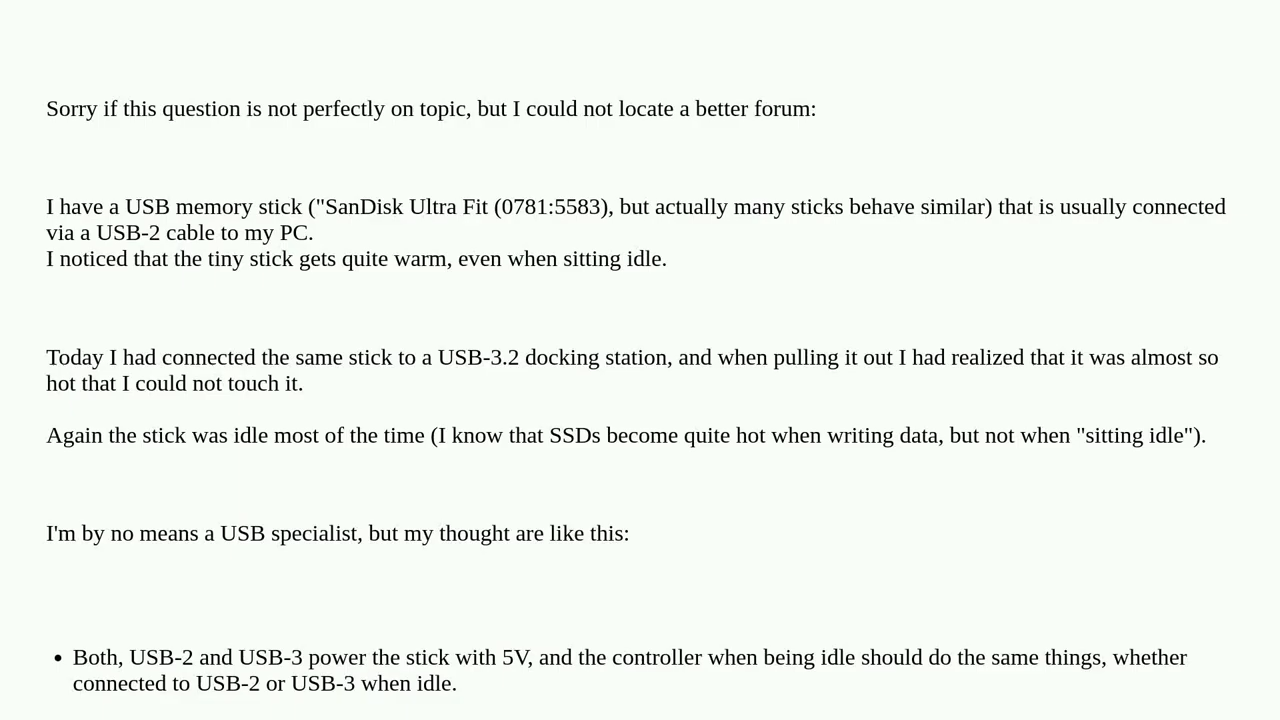 Sorry if this question is not perfectly on topic, but I could not locate a better forum:
I have a USB memory stick ("SanDisk Ultra Fit (0781:5583), but actually many sticks behave similar) that is usually connected
via a USB-2 cable to my PC.
I noticed that the tiny stick gets quite warm, even when sitting idle.
Today I had connected the same stick to a USB-3.2 docking station, and when pulling it out I had realized that it was almost so
hot that I could not touch it.
Again the stick was idle most of the time (I know that SSDs become quite hot when writing data, but not when "sitting idle").
I'm by no means a USB specialist, but my thought are like this:
• Both, USB-2 and USB-3 power the stick with 5V, and the controller when being idle should do the same things, whether
connected to USB-2 or USB-3 when idle.